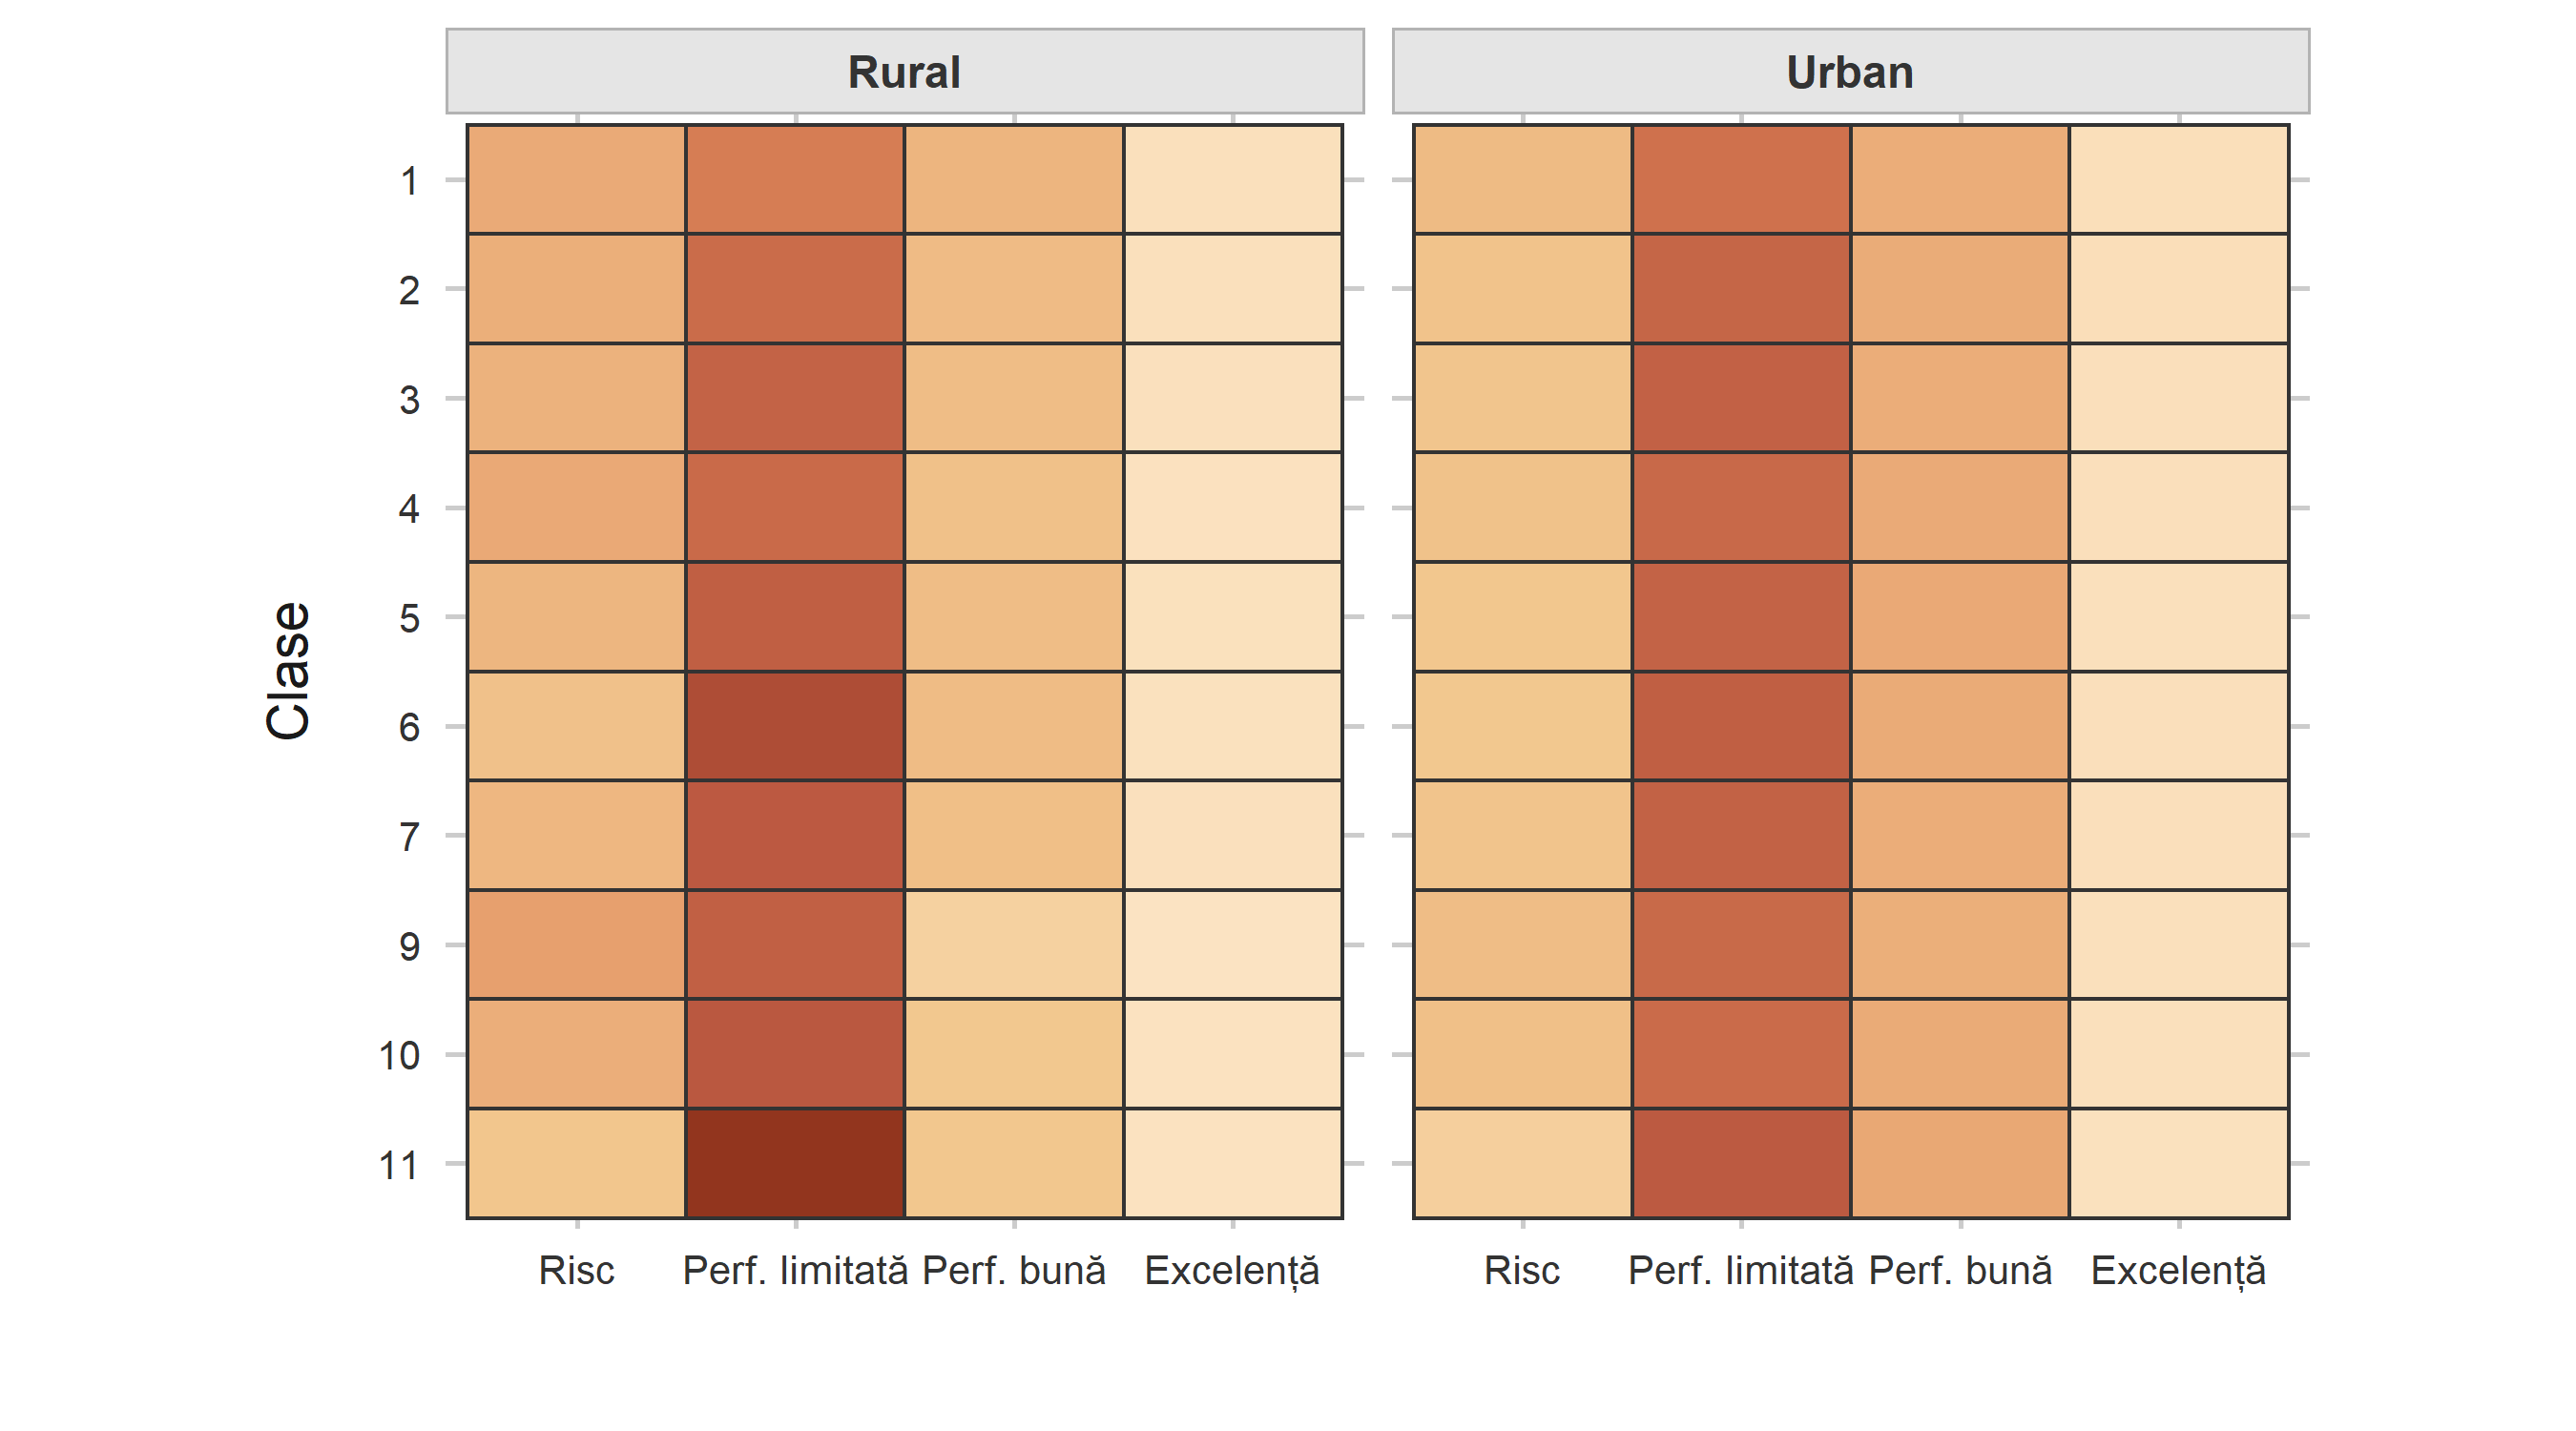 Rural
Urban
Clase
1
2
3
4
5
6
7
9
10
11
Risc Perf. limitată Perf. bună Excelență
Risc Perf. limitată Perf. bună Excelență